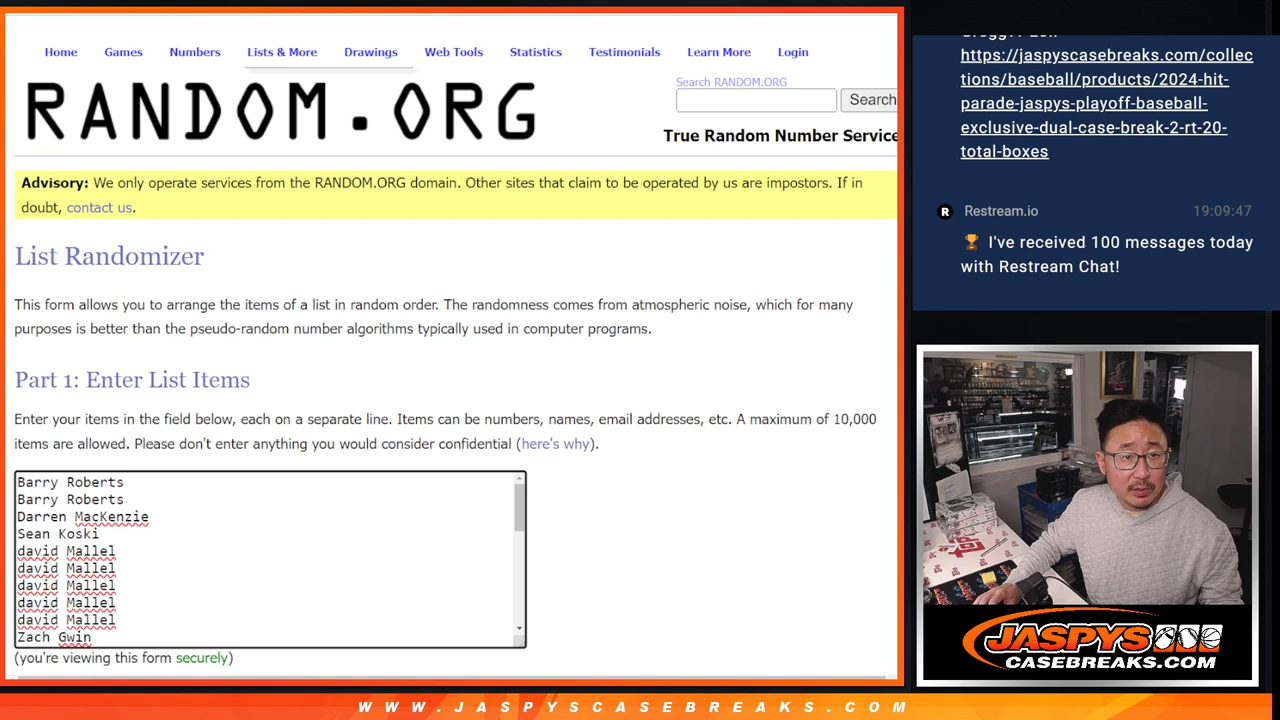 Home Games Numbers Lists & More Drawings Web Tools Statistics Testimonials Learn More Login
RANDOM.ORG
Search RANDOM.ORG
Search
True Random Number Service
Advisory: We only operate services from the RANDOM.ORG domain. Other sites that claim to be operated by us are impostors. If in
doubt, contact us.
List Randomizer
This form allows you to arrange the items of a list in random order. The randomness comes from atmospheric noise, which for many
purposes is better than the pseudo-random number algorithms typically used in computer programs.
Part 1: Enter List Items
Enter your items in the field below, each on a separate line. Items can be numbers, names, email addresses, etc. A maximum of 10,000
items are allowed. Please don't enter anything you would consider confidential (here's why).
Barry Roberts
Barry Roberts
Darren MacKenzie
Sean Koski
david Mallel
david Mallel
david Mallel
david Mallel
david Mallel
Zach Gwin
(you're viewing this form securely)
https://jaspyscasebreaks.com/collec
tions/baseball/products/2024-hit-
parade-jaspys-playoff-baseball-
exclusive-dual-case-break-2-rt-20-
total-boxes
R Restream.io 19:09:47
🏆 I've received 100 messages today
with Restream Chat!
JASPYS
CASEBREAKS.COM
WWW.JASPYSCASEBREAKS.COM